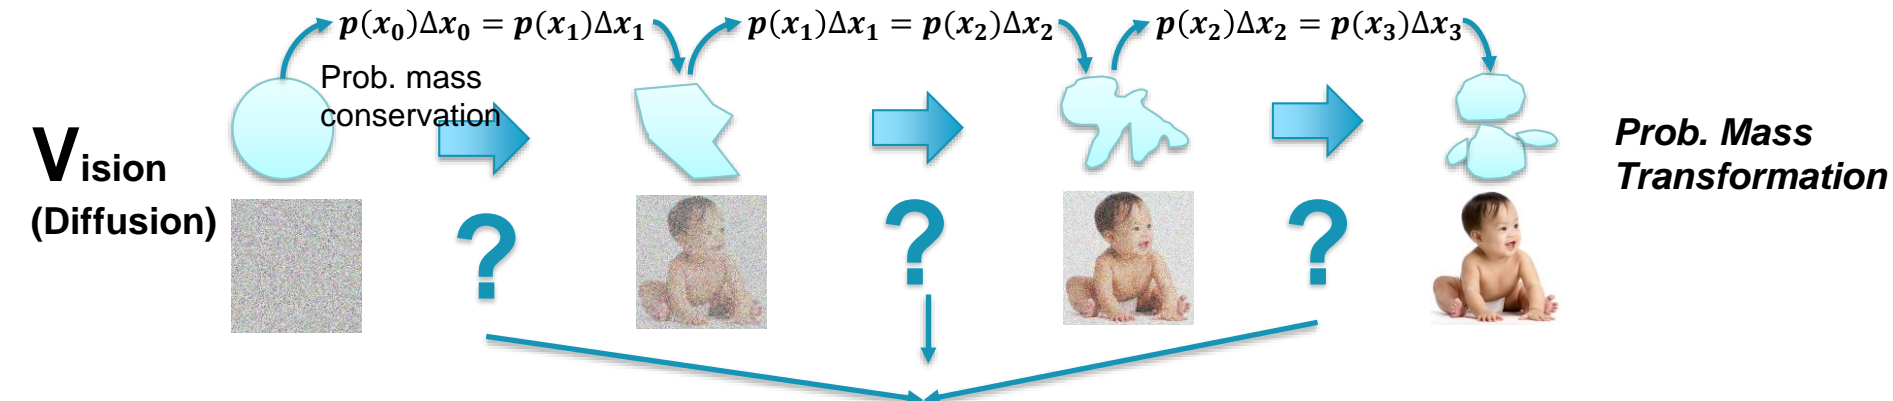 p(x₀)Δx₀ = p(x₁)Δx₁
p(x₁)Δx₁ = p(x₂)Δx₂
p(x₂)Δx₂ = p(x₃)Δx₃
Prob. mass
conservation
Vision
(Diffusion)
Prob. Mass
Transformation
?
?
?